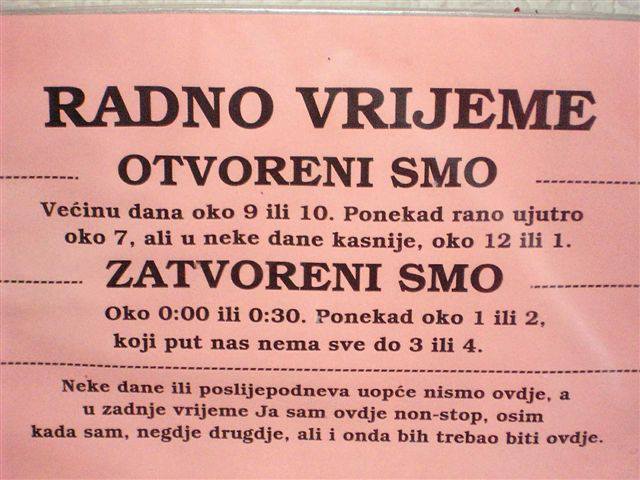 RADNO VRIJEME
OTVORENI SMO
Većinu dana oko 9 ili 10. Ponekad rano ujutro
oko 7, ali u neke dane kasnije, oko 12 ili 1.
ZATVORENI SMO
Oko 0:00 ili 0:30. Ponekad oko 1 ili 2,
koji put nas nema sve do 3 ili 4.
Neke dane ili poslijepodneva uopće nismo ovdje, a
u zadnje vrijeme Ja sam ovdje non-stop, osim
kada sam, negdje drugdje, ali i onda bih trebao biti ovdje.